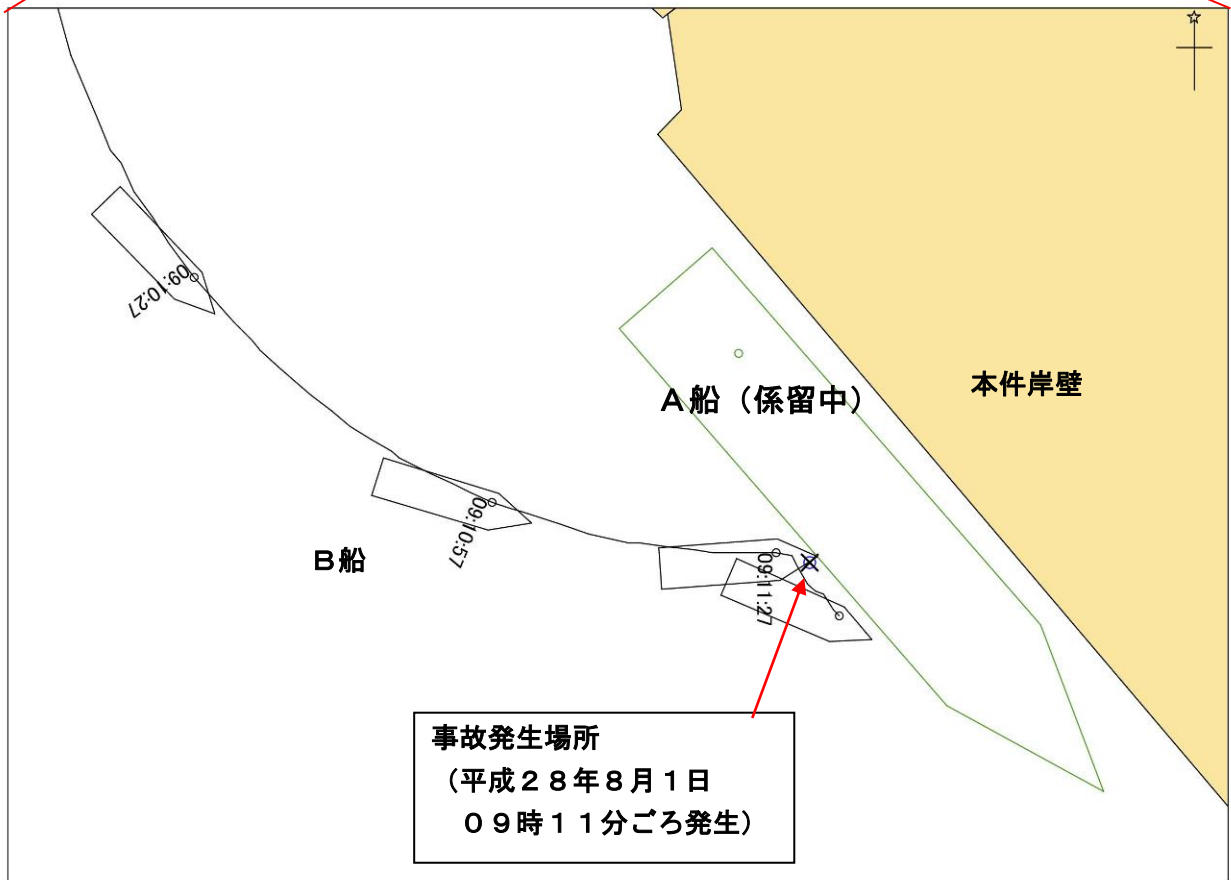 09:10:27
A船（係留中）
本件岸壁
09:10:57
B船
09:11:27
事故発生場所
（平成２８年８月１日
０９時１１分ごろ発生）